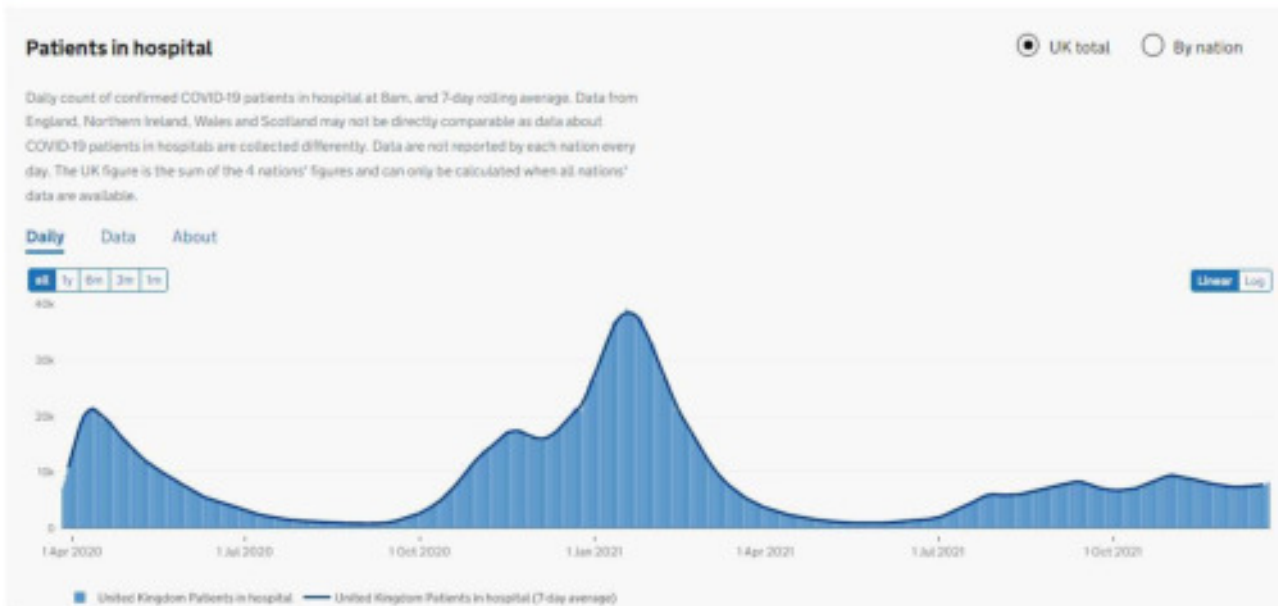 Patients in hospital
UK total
By nation
Daily count of confirmed COVID-19 patients in hospital at 8am, and 7-day rolling average. Data from
England, Northern Ireland, Wales and Scotland may not be directly comparable as data about
COVID-19 patients in hospitals are collected differently. Data are not reported by each nation every
day. The UK figure is the sum of the 4 nations' figures and can only be calculated when all nations'
data are available.
Daily Data About
all 1y 6m 3m 1m
Linear Log
40k
30k
20k
10k
0
1 Apr 2020 1 Jul 2020 1 Oct 2020 1 Jan 2021 1 Apr 2021 1 Jul 2021 1 Oct 2021
United Kingdom Patients in hospital United Kingdom Patients in hospital (7-day average)